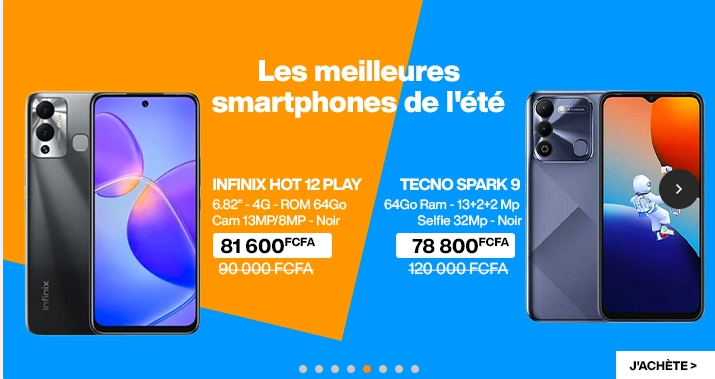 Les meilleures
smartphones de l'été
INFINIX HOT 12 PLAY
6.82" - 4G - ROM 64Go
Cam 13MP/8MP - Noir
81 600FCFA
90 000 FCFA
TECNO SPARK 9
64Go Ram - 13+2+2 Mp
Selfie 32Mp - Noir
78 800FCFA
120 000 FCFA
Infinix
J'ACHÈTE >